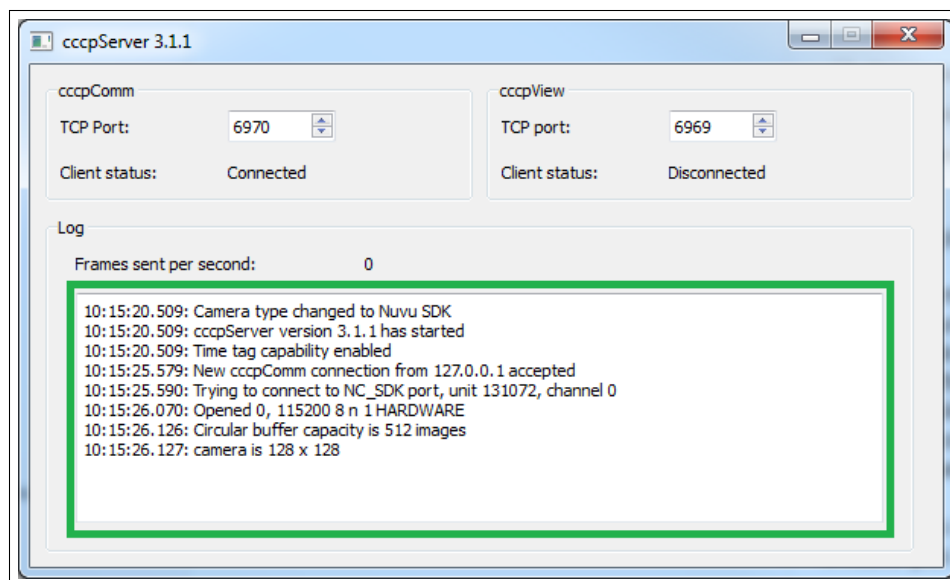 cccpServer 3.1.1
cccpComm
TCP Port: 6970
Client status: Connected
cccpView
TCP port: 6969
Client status: Disconnected
Log
Frames sent per second: 0
10:15:20.509: Camera type changed to Nuvu SDK
10:15:20.509: cccpServer version 3.1.1 has started
10:15:20.509: Time tag capability enabled
10:15:25.579: New cccpComm connection from 127.0.0.1 accepted
10:15:25.590: Trying to connect to NC_SDK port, unit 131072, channel 0
10:15:26.070: Opened 0, 115200 8 n 1 HARDWARE
10:15:26.126: Circular buffer capacity is 512 images
10:15:26.127: camera is 128 x 128